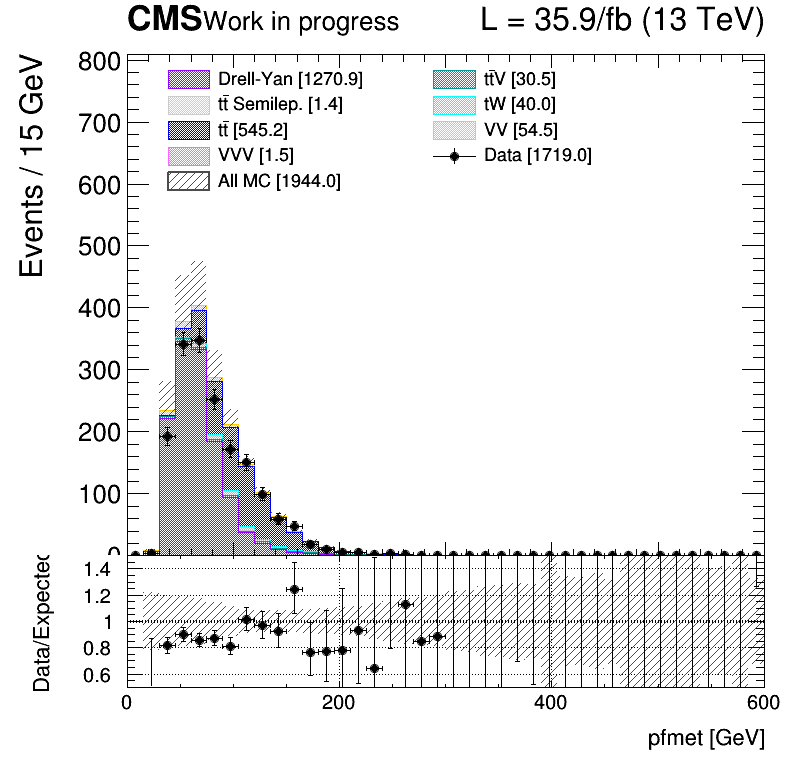 CMS Work in progress L = 35.9/fb (13 TeV)
Events / 15 GeV
800
700
600
500
400
300
200
100
0
Drell-Yan [1270.9]
tt̄ Semilep. [1.4]
tt̄ [545.2]
VVV [1.5]
All MC [1944.0]
tt̄V [30.5]
tW [40.0]
VV [54.5]
Data [1719.0]
Data/Expected
1.4
1.2
1
0.8
0.6
0 200 400 600
pfmet [GeV]